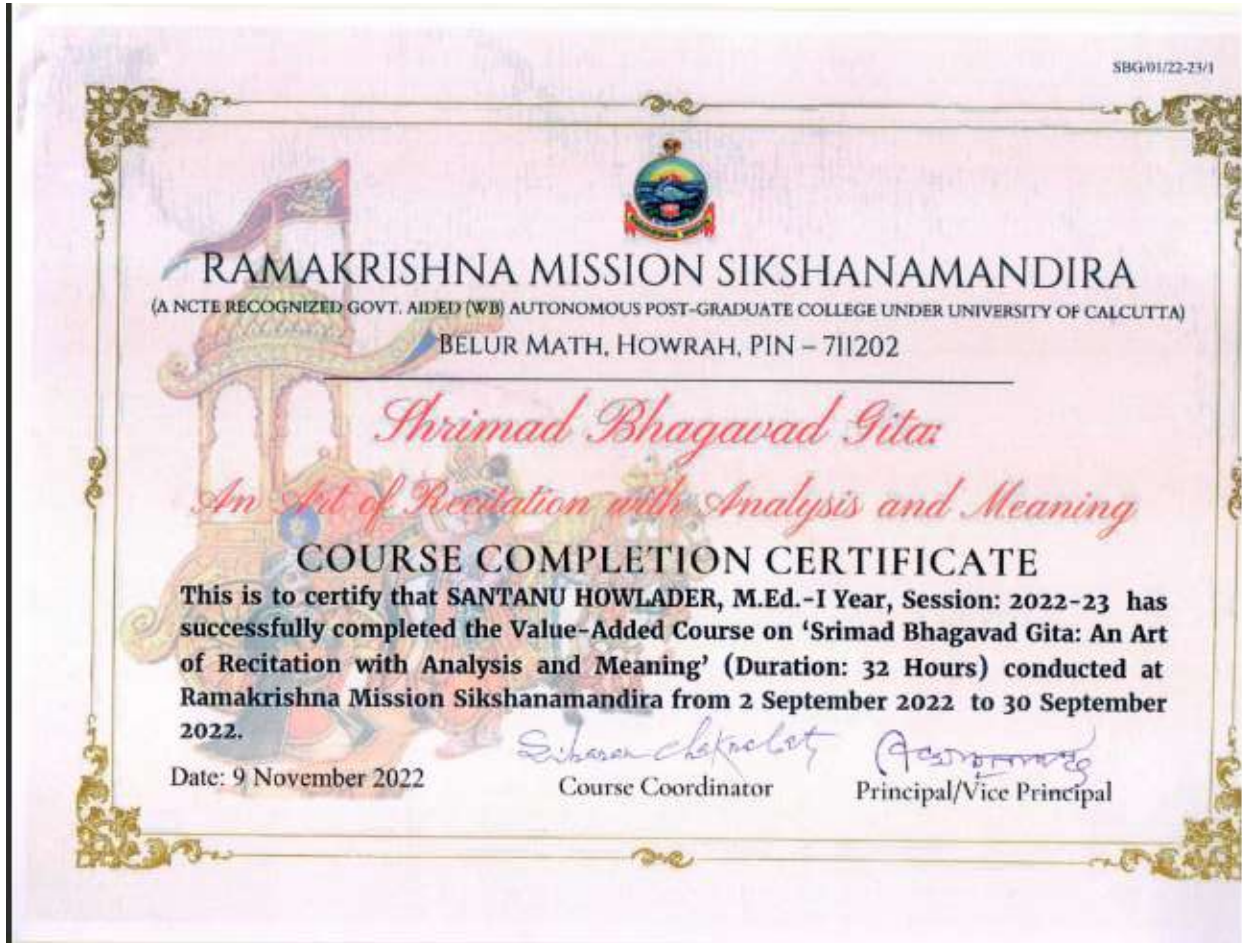 SBG/01/22-23/1
RAMAKRISHNA MISSION SIKSHANAMANDIRA
(A NCTE RECOGNIZED GOVT. AIDED (WB) AUTONOMOUS POST-GRADUATE COLLEGE UNDER UNIVERSITY OF CALCUTTA)
BELUR MATH, HOWRAH, PIN – 711202
Shrimad Bhagavad Gita:
An Art of Recitation with Analysis and Meaning
COURSE COMPLETION CERTIFICATE
This is to certify that SANTANU HOWLADER, M.Ed.-I Year, Session: 2022-23 has
successfully completed the Value-Added Course on ‘Srimad Bhagavad Gita: An Art
of Recitation with Analysis and Meaning’ (Duration: 32 Hours) conducted at
Ramakrishna Mission Sikshanamandira from 2 September 2022 to 30 September
2022.
Date: 9 November 2022
Course Coordinator
Principal/Vice Principal